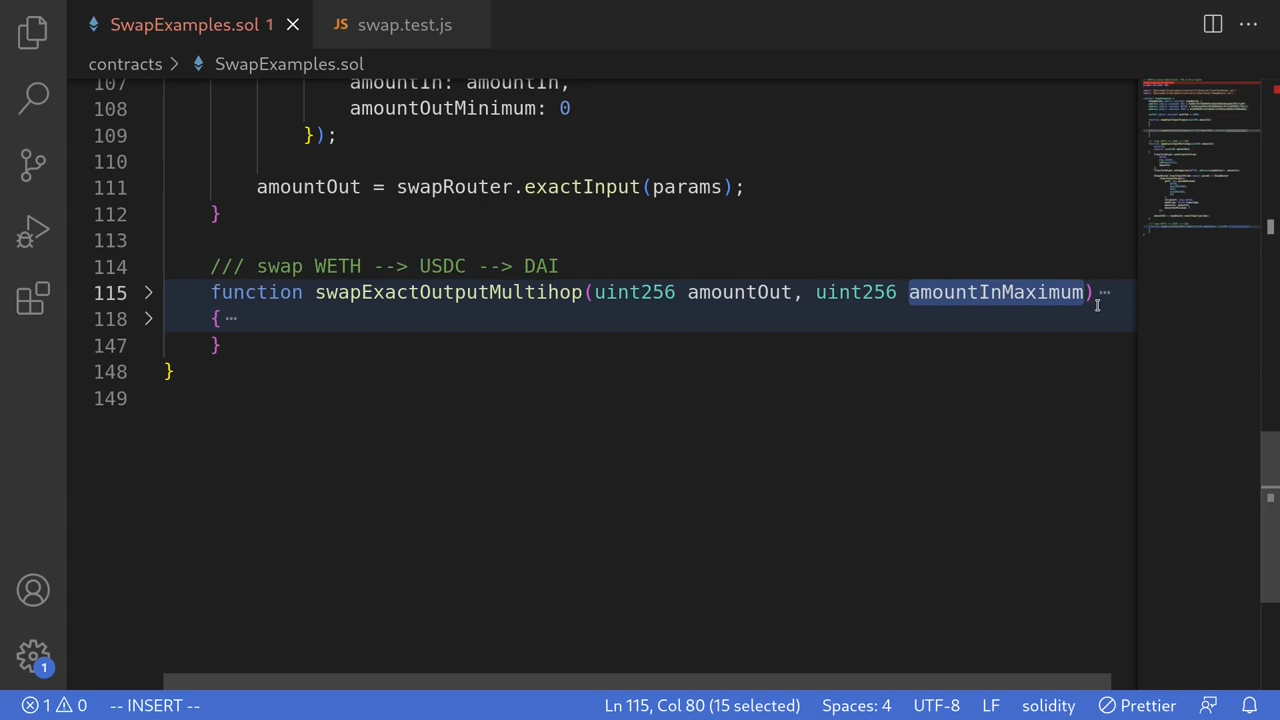 SwapExamples.sol 1
JS swap.test.js
contracts > SwapExamples.sol
107 amountIn: amountIn,
108 amountOutMinimum: 0
109 });
110
111 amountOut = swapRouter.exactInput(params);
112 }
113
114 /// swap WETH --> USDC --> DAI
115 function swapExactOutputMultihop(uint256 amountOut, uint256 amountInMaximum)⋯
118 {⋯
147 }
148 }
149
1
1 0 -- INSERT -- Ln 115, Col 80 (15 selected) Spaces: 4 UTF-8 LF solidity Prettier